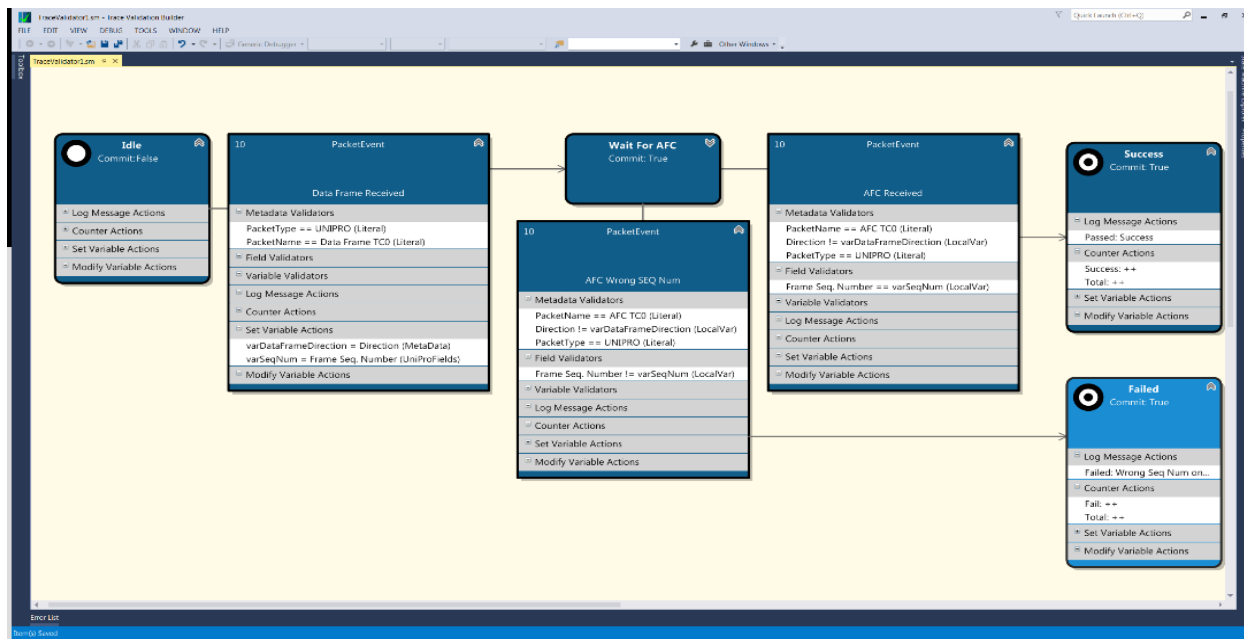 TraceValidator1.sm - Trace Validation Builder
Quick Launch (Ctrl+Q)
FILE EDIT VIEW DEBUG TOOLS WINDOW HELP
Generic Debugger
Other Windows
Toolbox
TraceValidator1.sm
Idle
Commit:False
Log Message Actions
Counter Actions
Set Variable Actions
Modify Variable Actions
10 PacketEvent
Data Frame Received
Metadata Validators
PacketType == UNIPRO (Literal)
PacketName == Data Frame TC0 (Literal)
Field Validators
Variable Validators
Log Message Actions
Counter Actions
Set Variable Actions
varDataFrameDirection = Direction (MetaData)
varSeqNum = Frame Seq. Number (UniProFields)
Modify Variable Actions
Wait For AFC
Commit: True
10 PacketEvent
AFC Wrong SEQ Num
Metadata Validators
PacketName == AFC TC0 (Literal)
Direction != varDataFrameDirection (LocalVar)
PacketType == UNIPRO (Literal)
Field Validators
Frame Seq. Number != varSeqNum (LocalVar)
Variable Validators
Log Message Actions
Counter Actions
Set Variable Actions
Modify Variable Actions
10 PacketEvent
AFC Received
Metadata Validators
PacketName == AFC TC0 (Literal)
Direction != varDataFrameDirection (LocalVar)
PacketType == UNIPRO (Literal)
Field Validators
Frame Seq. Number == varSeqNum (LocalVar)
Variable Validators
Log Message Actions
Counter Actions
Set Variable Actions
Modify Variable Actions
Success
Commit: True
Log Message Actions
Passed: Success
Counter Actions
Success: ++
Total: ++
Set Variable Actions
Modify Variable Actions
Failed
Commit: True
Log Message Actions
Failed: Wrong Seq Num on...
Counter Actions
Fail: ++
Total: ++
Set Variable Actions
Modify Variable Actions
Error List
Item(s) Saved